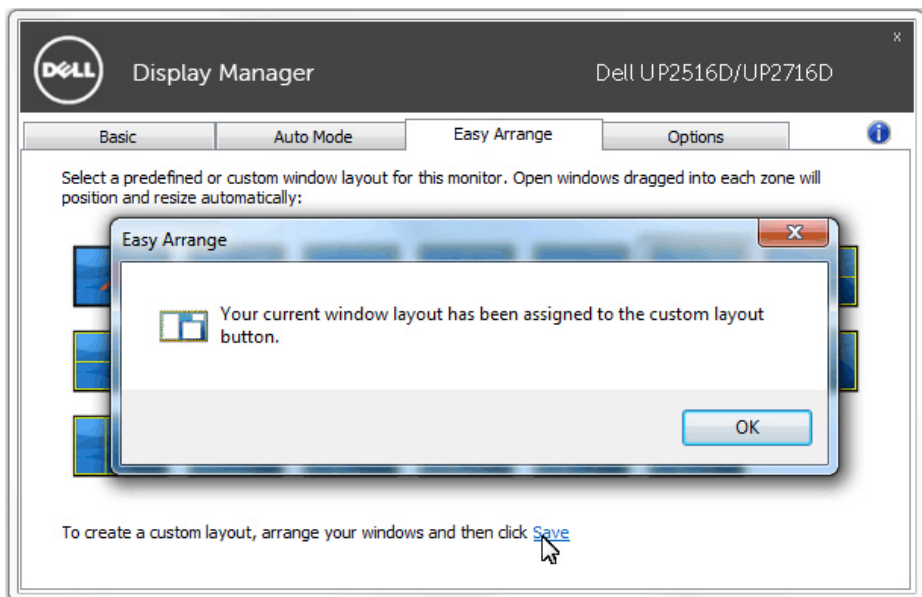 DELL
Display Manager
Dell UP2516D/UP2716D
x
Basic
Auto Mode
Easy Arrange
Options
i
Select a predefined or custom window layout for this monitor. Open windows dragged into each zone will
position and resize automatically:
Easy Arrange
x
Your current window layout has been assigned to the custom layout
button.
OK
To create a custom layout, arrange your windows and then click Save